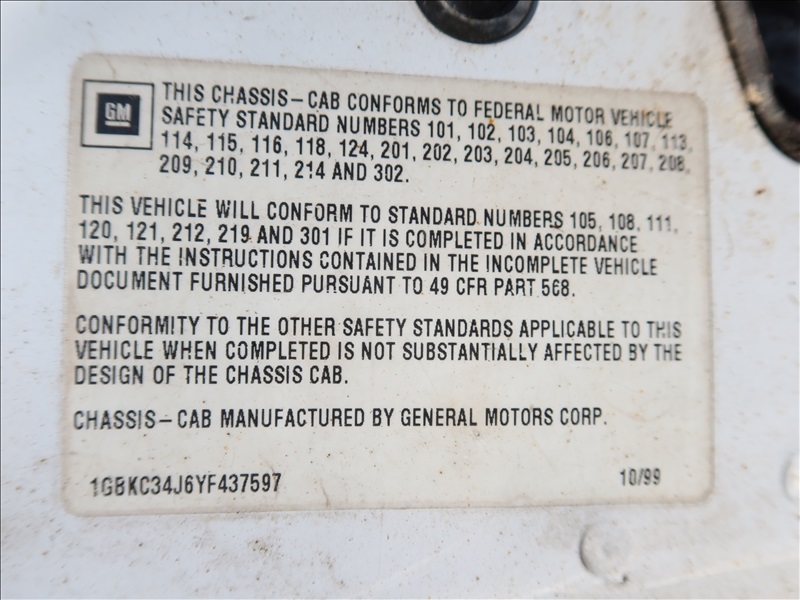 GM
THIS CHASSIS-CAB CONFORMS TO FEDERAL MOTOR VEHICLE
SAFETY STANDARD NUMBERS 101, 102, 103, 104, 106, 107, 113,
114, 115, 116, 118, 124, 201, 202, 203, 204, 205, 206, 207, 208,
209, 210, 211, 214 AND 302.
THIS VEHICLE WILL CONFORM TO STANDARD NUMBERS 105, 108, 111,
120, 121, 212, 219 AND 301 IF IT IS COMPLETED IN ACCORDANCE
WITH THE INSTRUCTIONS CONTAINED IN THE INCOMPLETE VEHICLE
DOCUMENT FURNISHED PURSUANT TO 49 CFR PART 568.
CONFORMITY TO THE OTHER SAFETY STANDARDS APPLICABLE TO THIS
VEHICLE WHEN COMPLETED IS NOT SUBSTANTIALLY AFFECTED BY THE
DESIGN OF THE CHASSIS CAB.
CHASSIS-CAB MANUFACTURED BY GENERAL MOTORS CORP.
1GBKC34J6YF437597 10/99